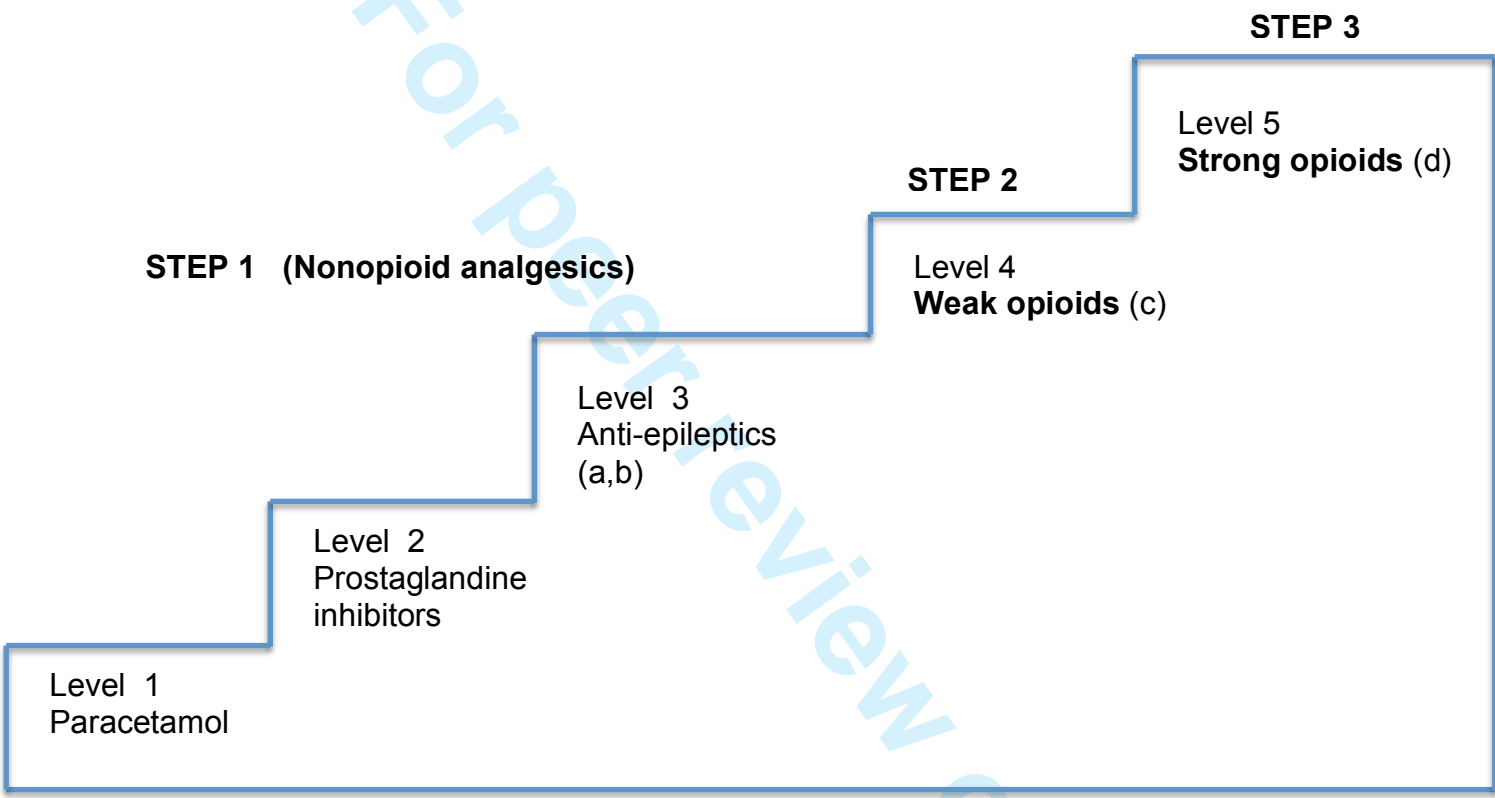 STEP 3
Level 5
Strong opioids (d)
STEP 2
Level 4
Weak opioids (c)
STEP 1 (Nonopioid analgesics)
Level 3
Anti-epileptics
(a,b)
Level 2
Prostaglandine
inhibitors
Level 1
Paracetamol
For peer review